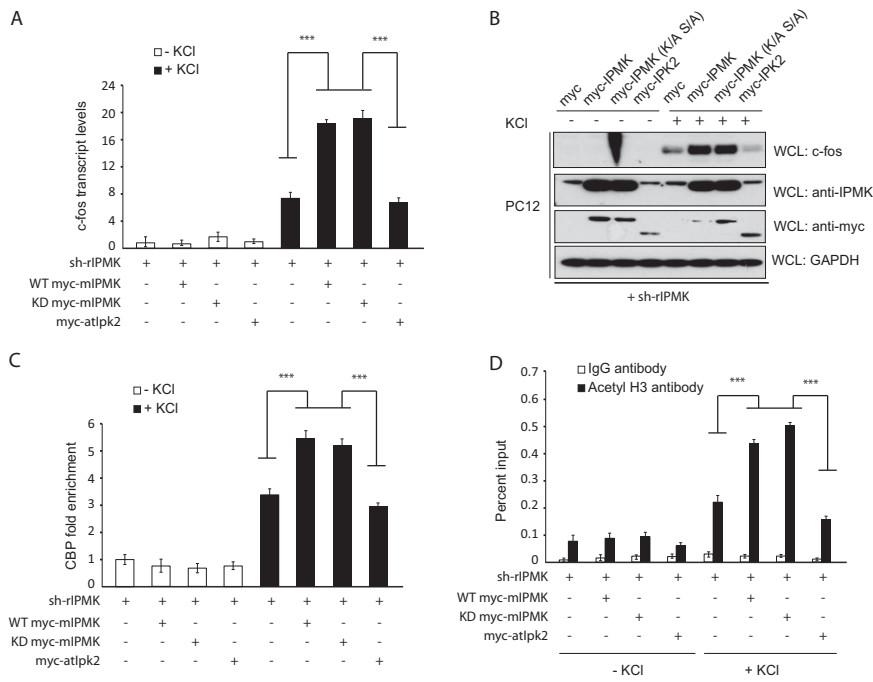 A
- KCl
+ KCl
***
***
24
20
16
12
8
4
0
c-fos transcript levels
sh-rIPMK + + + + + + + +
WT myc-mIPMK - + - - - + - -
KD myc-mIPMK - - + - - - + -
myc-atIpk2 - - - + - - - +
B
myc
myc-IPMK
myc-IPMK (K/A S/A)
myc-IPK2
myc
myc-IPMK
myc-IPMK (K/A S/A)
myc-IPK2
KCl - - - - + + + +
WCL: c-fos
WCL: anti-IPMK
PC12
WCL: anti-myc
WCL: GAPDH
+ sh-rIPMK
C
- KCl
+ KCl
***
***
6
5
4
3
2
1
0
CBP fold enrichment
sh-rIPMK + + + + + + + +
WT myc-mIPMK - + - - - + - -
KD myc-mIPMK - - + - - - + -
myc-atIpk2 - - - + - - - +
D
IgG antibody
Acetyl H3 antibody
***
***
0.7
0.6
0.5
0.4
0.3
0.2
0.1
0
Percent input
sh-rIPMK + + + + + + + +
WT myc-mIPMK - + - - - + - -
KD myc-mIPMK - - + - - - + -
myc-atIpk2 - - - + - - - +
- KCl
+ KCl